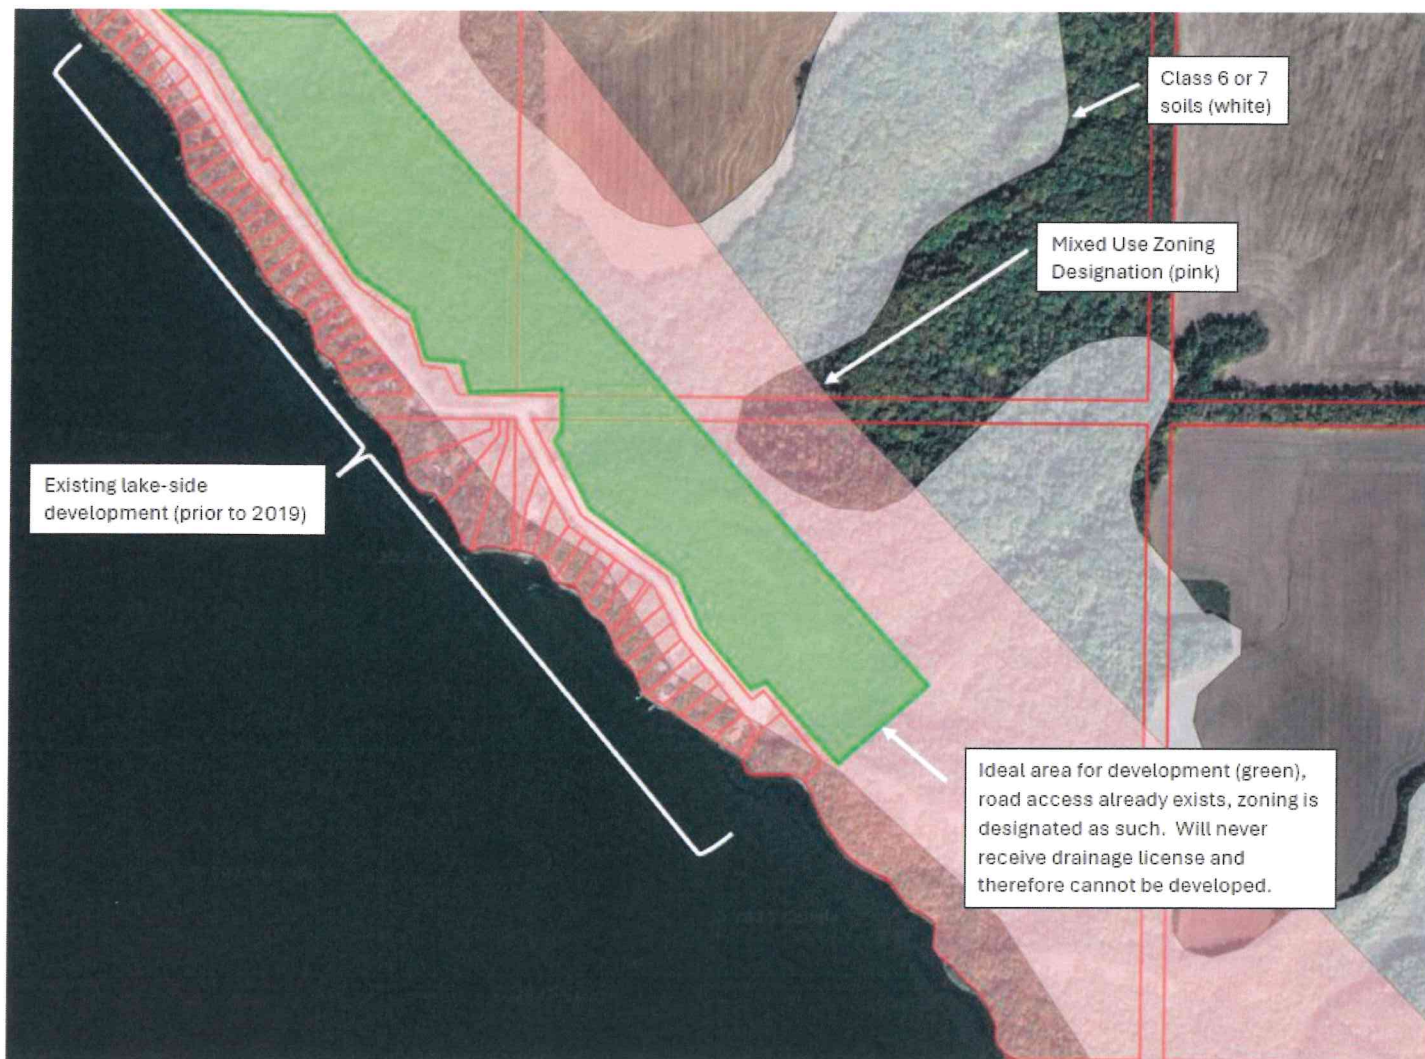 Class 6 or 7
soils (white)
Mixed Use Zoning
Designation (pink)
Existing lake-side
development (prior to 2019)
Ideal area for development (green),
road access already exists, zoning is
designated as such. Will never
receive drainage license and
therefore cannot be developed.